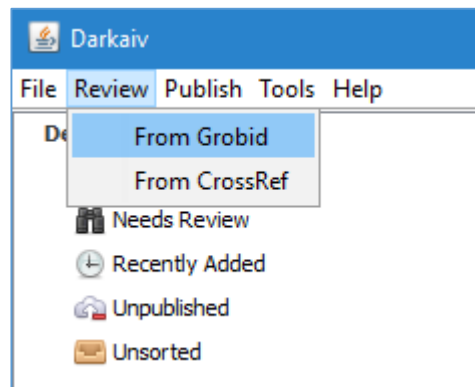 Darkaiv
File Review Publish Tools Help
From Grobid
From CrossRef
Needs Review
Recently Added
Unpublished
Unsorted